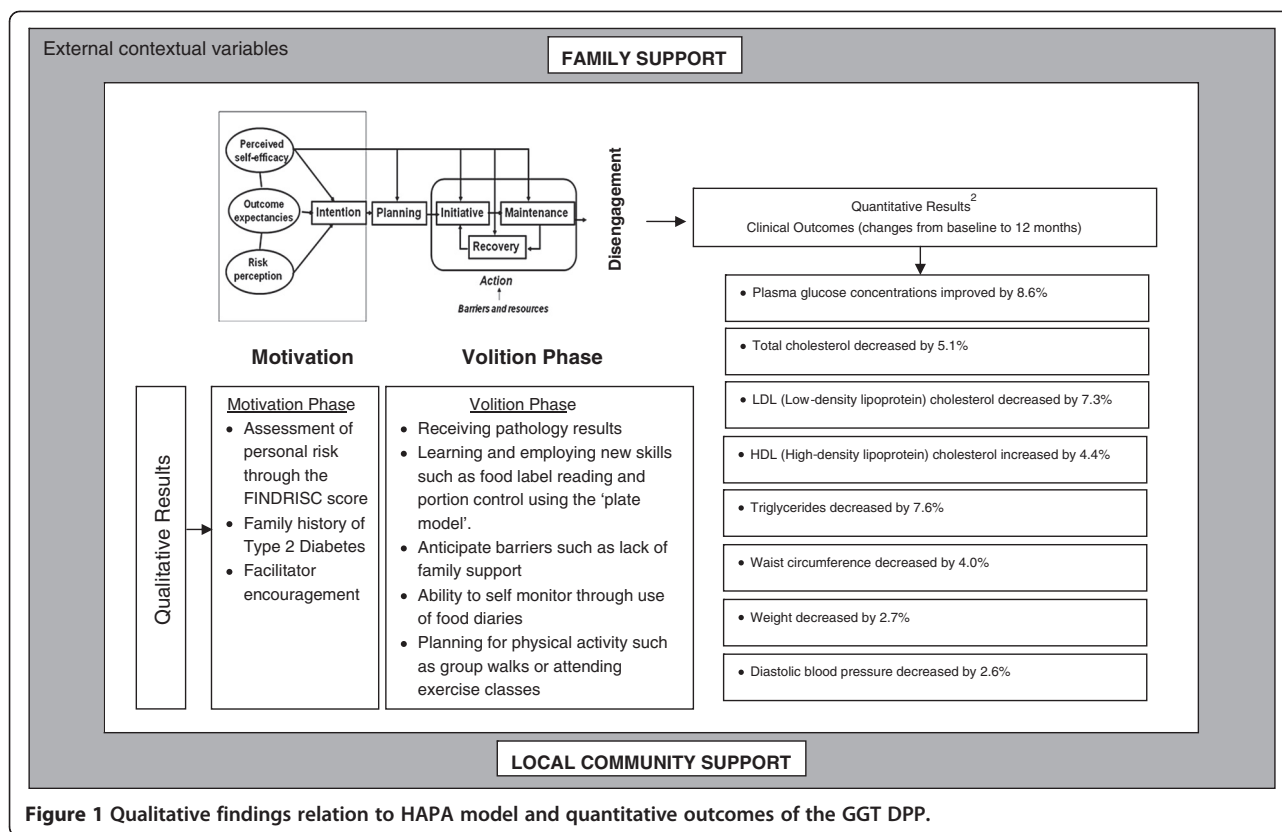 External contextual variables
FAMILY SUPPORT
Perceived
self-efficacy
Outcome
expectancies
Risk
perception
Intention
Planning
Initiative
Maintenance
Recovery
Action
Barriers and resources
Disengagement
Motivation
Volition Phase
Quantitative Results2
Clinical Outcomes (changes from baseline to 12 months)
• Plasma glucose concentrations improved by 8.6%
• Total cholesterol decreased by 5.1%
• LDL (Low-density lipoprotein) cholesterol decreased by 7.3%
• HDL (High-density lipoprotein) cholesterol increased by 4.4%
• Triglycerides decreased by 7.6%
• Waist circumference decreased by 4.0%
• Weight decreased by 2.7%
• Diastolic blood pressure decreased by 2.6%
Qualitative Results
Motivation Phase
• Assessment of
personal risk
through the
FINDRISC score
• Family history of
Type 2 Diabetes
• Facilitator
encouragement
Volition Phase
• Receiving pathology results
• Learning and employing new skills
such as food label reading and
portion control using the ‘plate
model’.
• Anticipate barriers such as lack of
family support
• Ability to self monitor through use
of food diaries
• Planning for physical activity such
as group walks or attending
exercise classes
LOCAL COMMUNITY SUPPORT
Figure 1 Qualitative findings relation to HAPA model and quantitative outcomes of the GGT DPP.